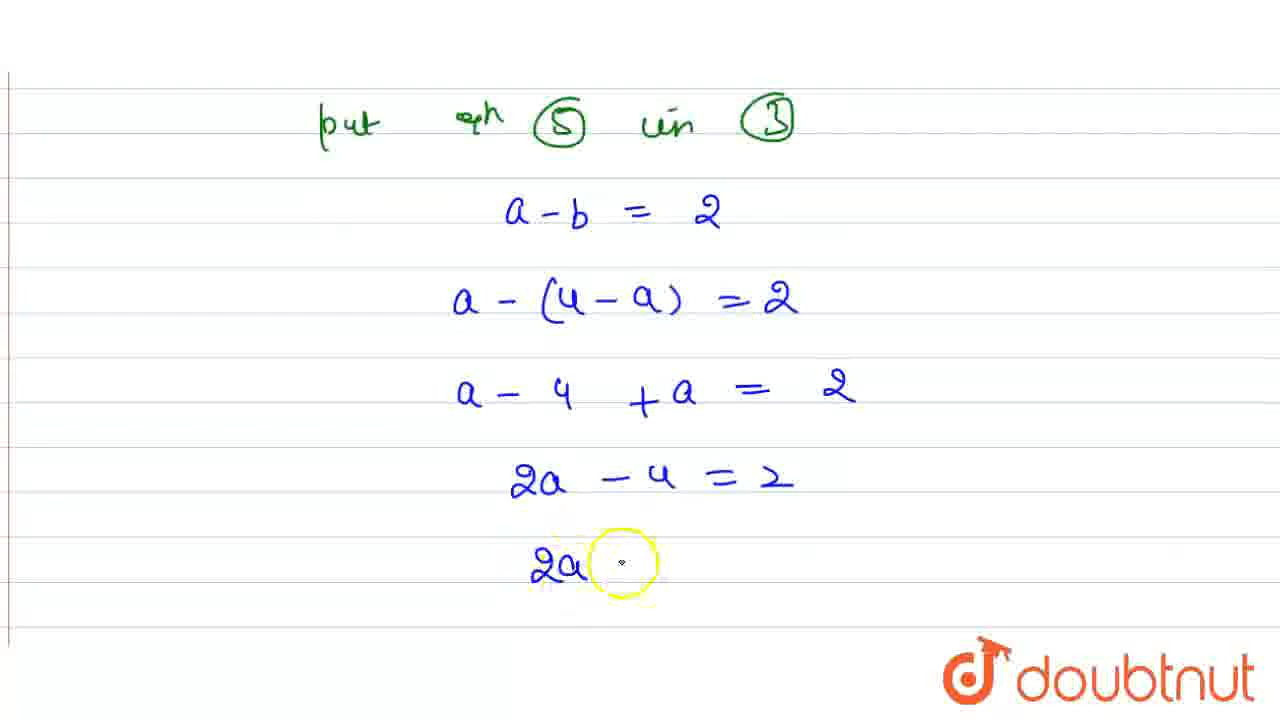 put eqn ⑤ in ③
a - b = 2
a - (4 - a) = 2
a - 4 + a = 2
2a - 4 = 2
2a
doubtnut